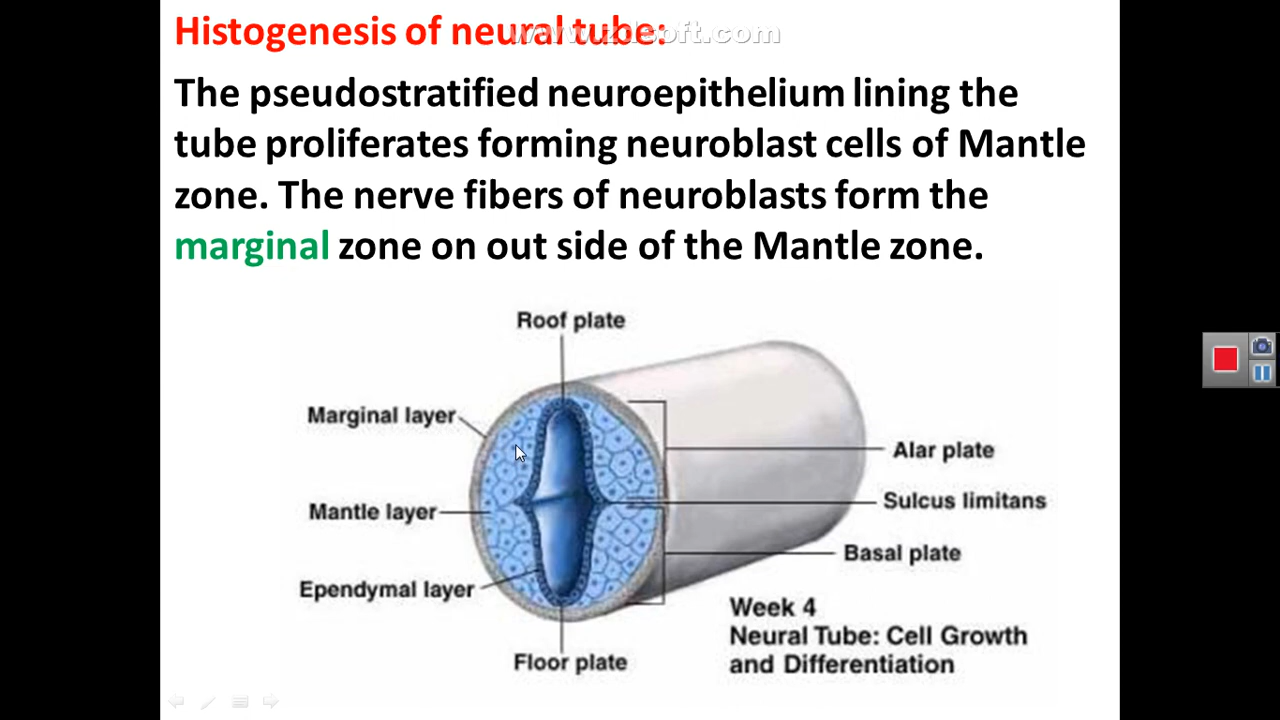 Histogenesis of neural tube:
www.zdsoft.com
The pseudostratified neuroepithelium lining the
tube proliferates forming neuroblast cells of Mantle
zone. The nerve fibers of neuroblasts form the
marginal zone on out side of the Mantle zone.
Roof plate
Marginal layer
Alar plate
Sulcus limitans
Mantle layer
Basal plate
Ependymal layer
Week 4
Neural Tube: Cell Growth
and Differentiation
Floor plate